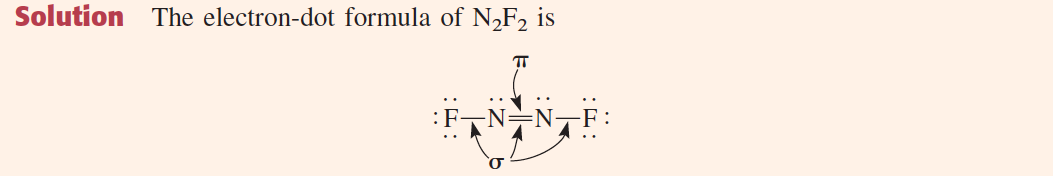 Solution The electron-dot formula of N₂F₂ is
π
:F̤̈—N̈=N̈—F̤̈:
σ